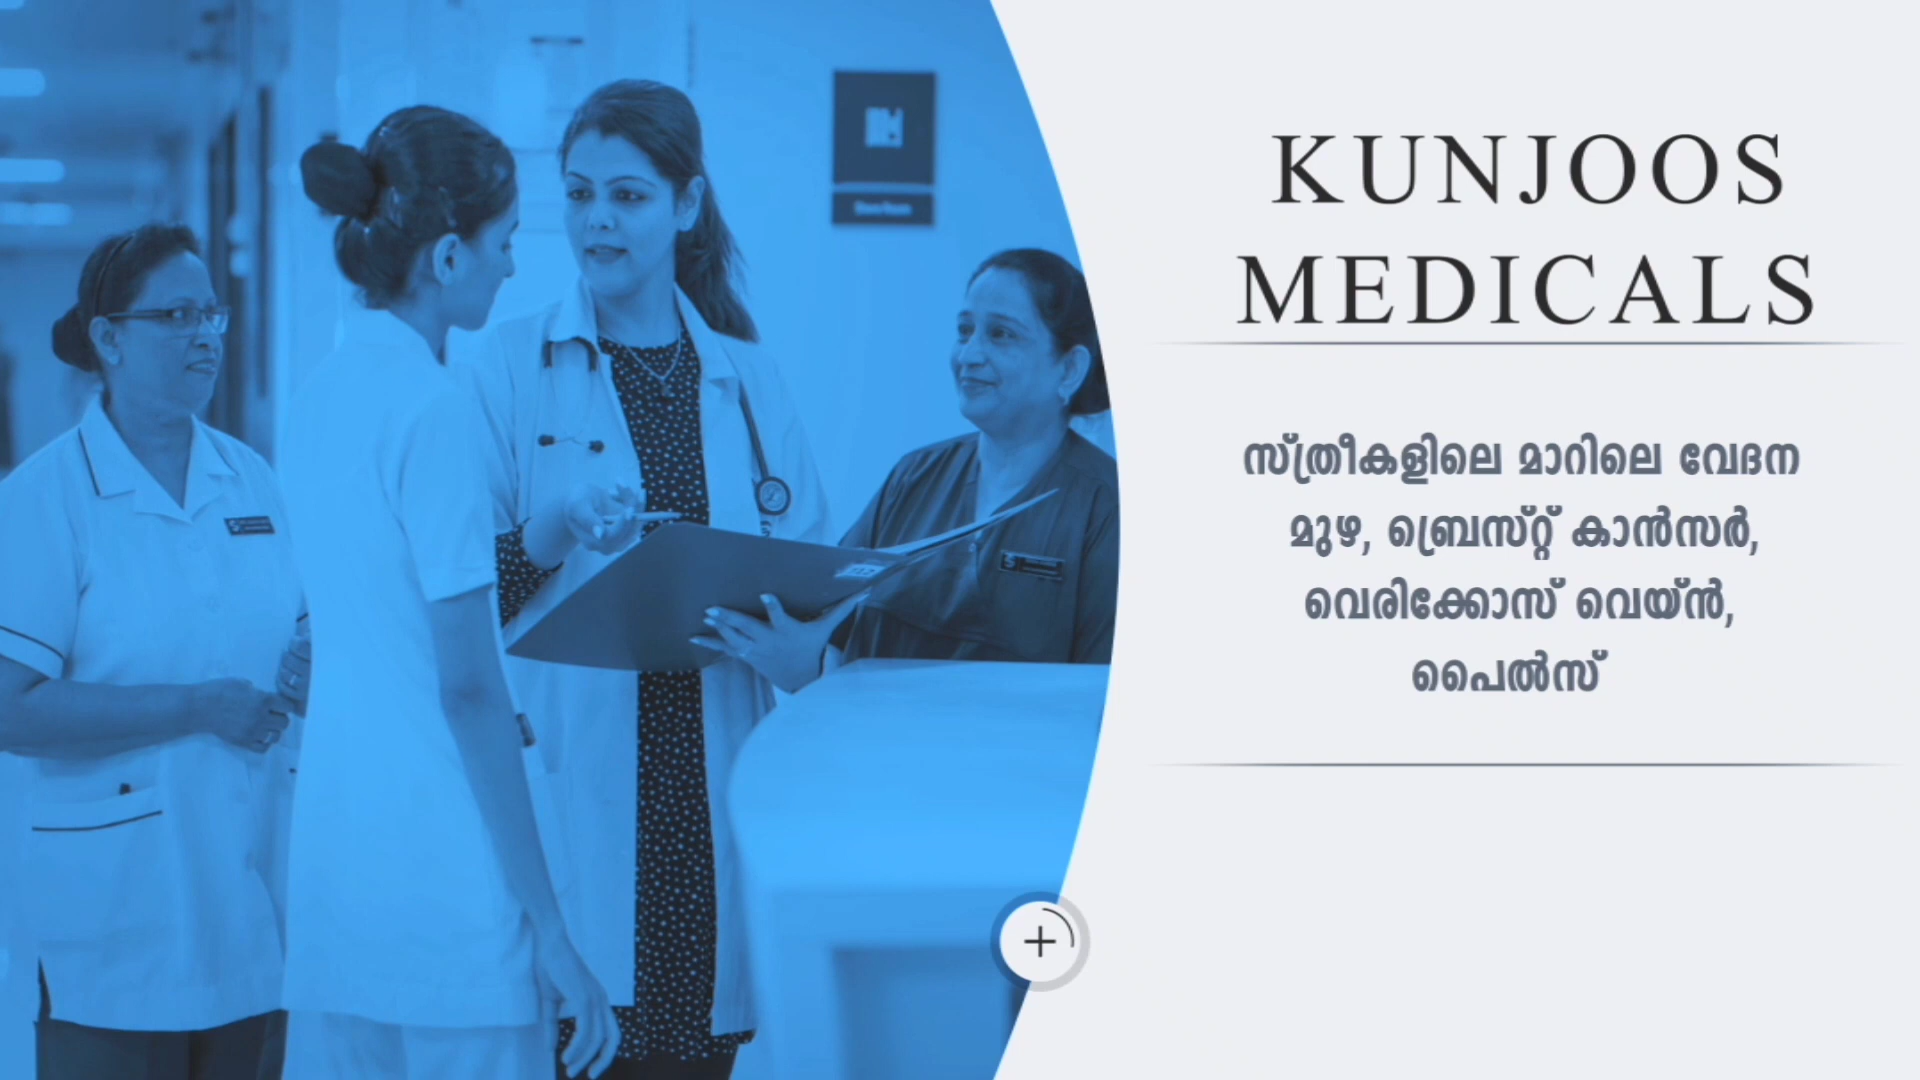 KUNJOOS
MEDICALS
സ്ത്രീകളിലെ മാറിലെ വേദന
മുഴ, ബ്രെസ്റ്റ് കാൻസർ,
വെരിക്കോസ് വെയ്ൻ,
പൈൽസ്